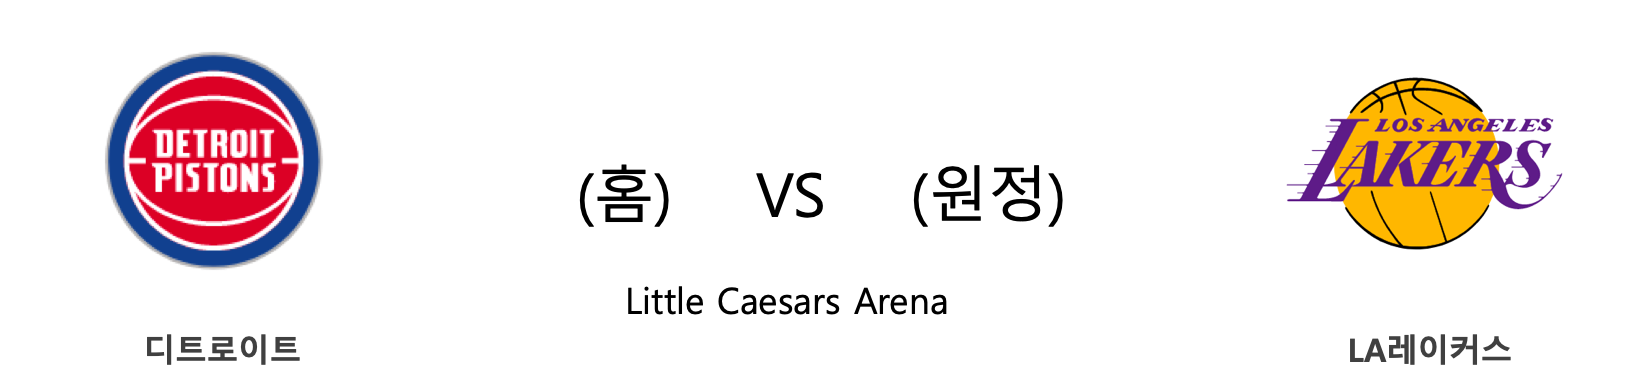 DETROIT
PISTONS
(홈) VS (원정)
LOS ANGELES
LAKERS
Little Caesars Arena
디트로이트
LA레이커스